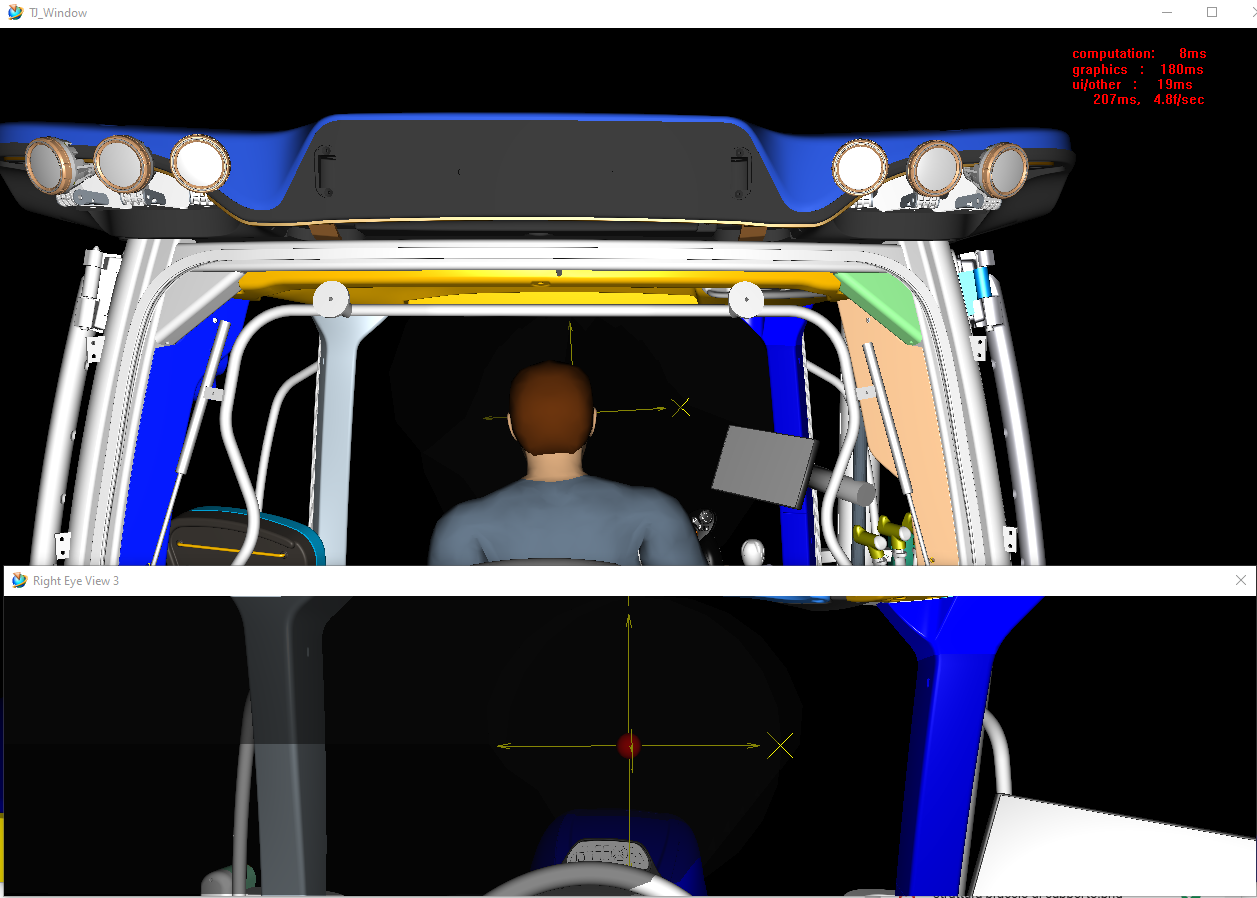 TJ_Window
computation: 8ms
graphics : 180ms
ui/other : 19ms
207ms, 4.8f/sec
Right Eye View 3